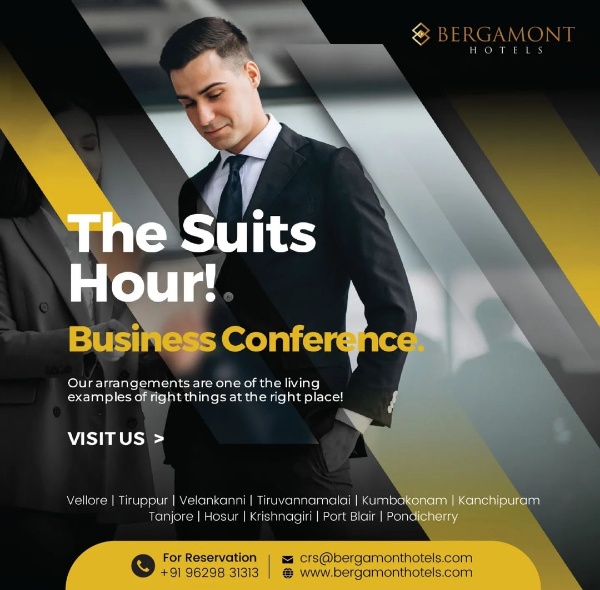 BERGAMONT
HOTELS
The Suits
Hour!
Business Conference.
Our arrangements are one of the living
examples of right things at the right place!
VISIT US >
Vellore | Tiruppur | Velankanni | Tiruvannamalai | Kumbakonam | Kanchipuram
Tanjore | Hosur | Krishnagiri | Port Blair | Pondicherry
For Reservation
+91 96298 31313
crs@bergamonthotels.com
www.bergamonthotels.com